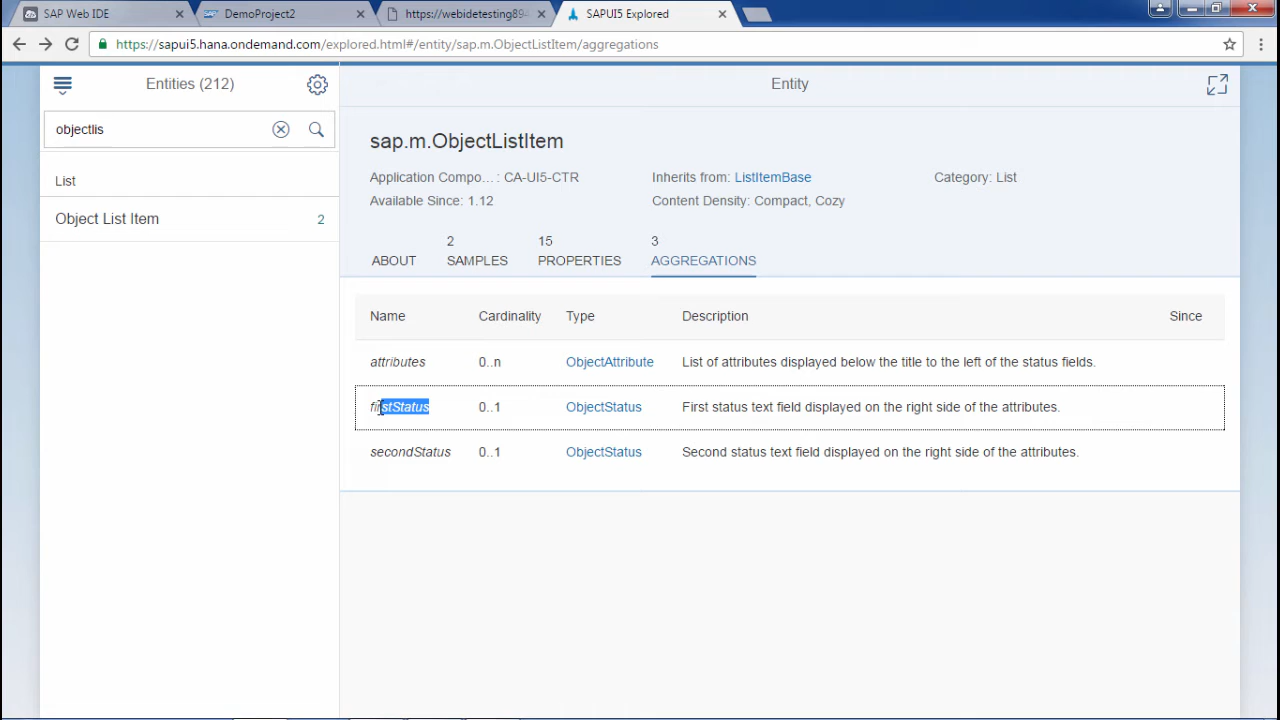 SAP Web IDE
DemoProject2
https://webidetesting894
SAPUI5 Explored
https://sapui5.hana.ondemand.com/explored.html#/entity/sap.m.ObjectListItem/aggregations
Entities (212)
Entity
objectlis
List
Object List Item 2
sap.m.ObjectListItem
Application Compo... : CA-UI5-CTR
Inherits from: ListItemBase
Category: List
Available Since: 1.12
Content Density: Compact, Cozy
ABOUT
2 SAMPLES
15 PROPERTIES
3 AGGREGATIONS
Name Cardinality Type Description Since
attributes 0..n ObjectAttribute List of attributes displayed below the title to the left of the status fields.
firstStatus 0..1 ObjectStatus First status text field displayed on the right side of the attributes.
secondStatus 0..1 ObjectStatus Second status text field displayed on the right side of the attributes.